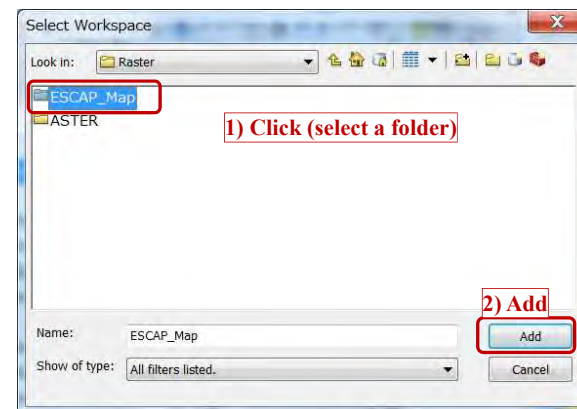 Select Workspace
Look in: Raster
ESCAP_Map
ASTER
1) Click (select a folder)
2) Add
Name: ESCAP_Map Add
Show of type: All filters listed. Cancel